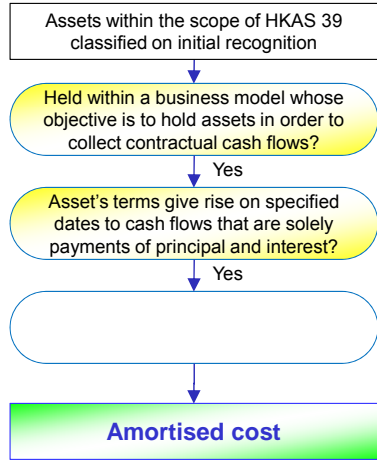 Assets within the scope of HKAS 39
classified on initial recognition
Held within a business model whose
objective is to hold assets in order to
collect contractual cash flows?
Yes
Asset's terms give rise on specified
dates to cash flows that are solely
payments of principal and interest?
Yes
Amortised cost